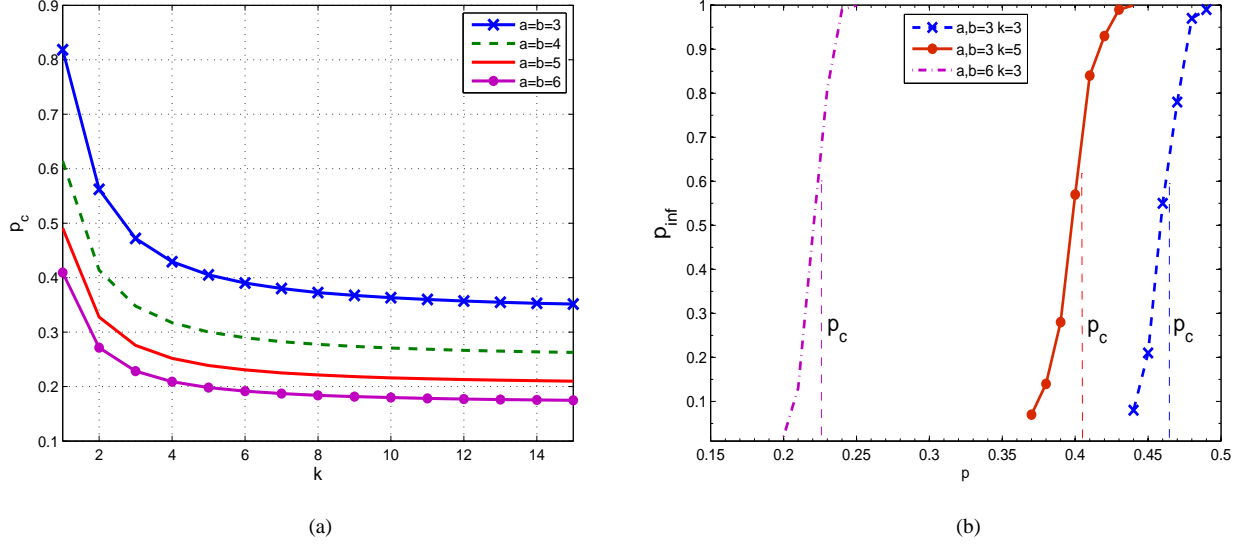 0.9
0.8
0.7
0.6
0.5
0.4
0.3
0.2
0.1
p_c
2 4 6 8 10 12 14
k
a=b=3
a=b=4
a=b=5
a=b=6
(a)
1
0.9
0.8
0.7
0.6
0.5
0.4
0.3
0.2
0.1
p_inf
0.15 0.2 0.25 0.3 0.35 0.4 0.45 0.5
p
a,b=3 k=3
a,b=3 k=5
a,b=6 k=3
p_c
p_c
p_c
(b)